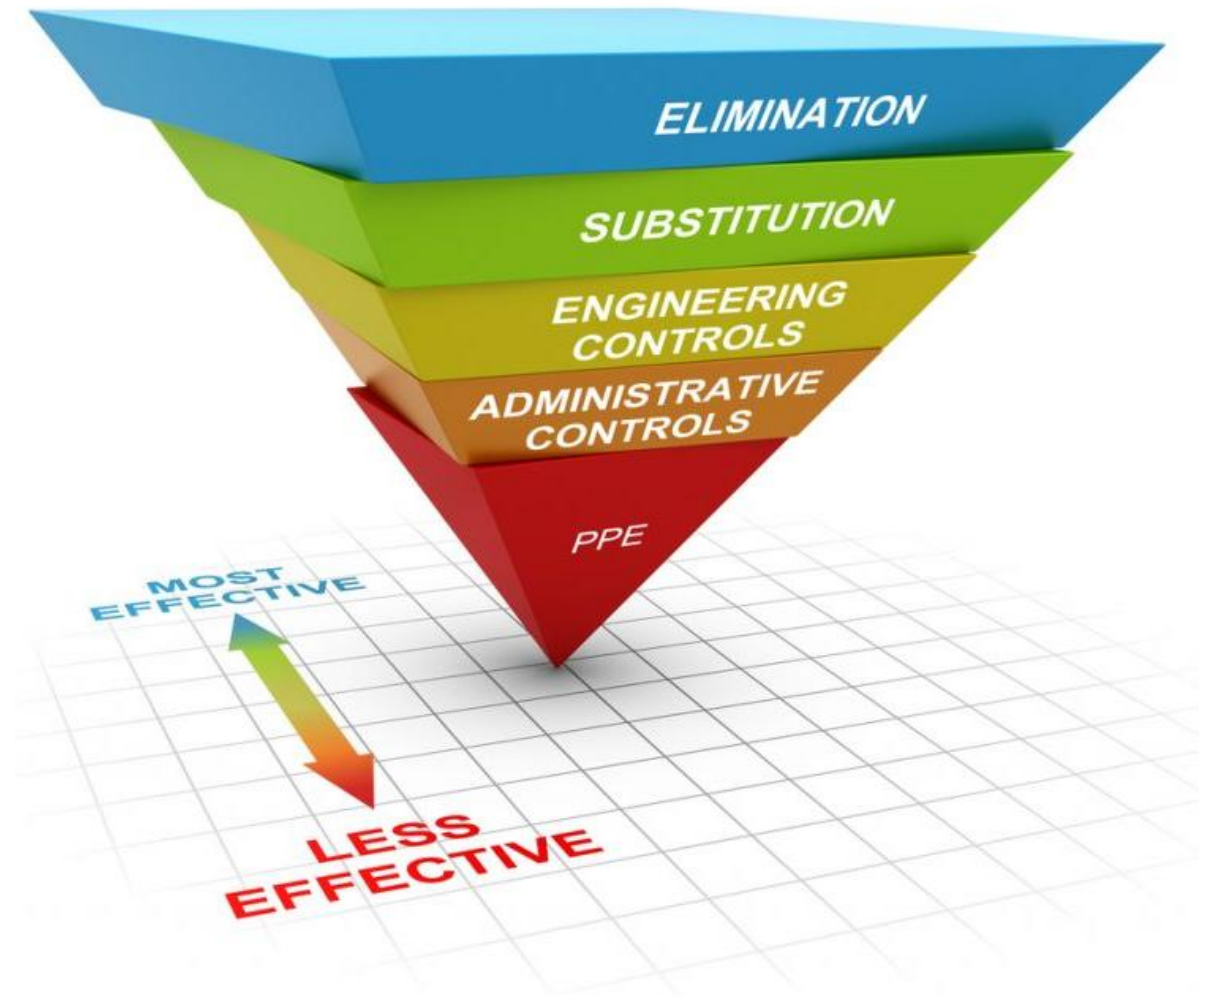 ELIMINATION
SUBSTITUTION
ENGINEERING
CONTROLS
ADMINISTRATIVE
CONTROLS
PPE
MOST
EFFECTIVE
LESS
EFFECTIVE